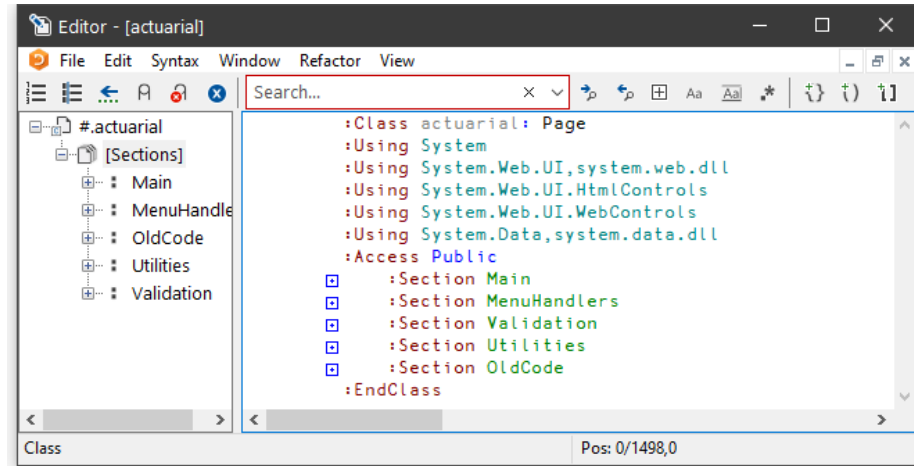 Editor - [actuarial]
File Edit Syntax Window Refactor View
Search... Aa Aa .* {} () []
#.actuarial
[Sections]
Main
MenuHandle
OldCode
Utilities
Validation
:Class actuarial: Page
:Using System
:Using System.Web.UI,system.web.dll
:Using System.Web.UI.HtmlControls
:Using System.Web.UI.WebControls
:Using System.Data,system.data.dll
:Access Public
:Section Main
:Section MenuHandlers
:Section Validation
:Section Utilities
:Section OldCode
:EndClass
Class Pos: 0/1498,0